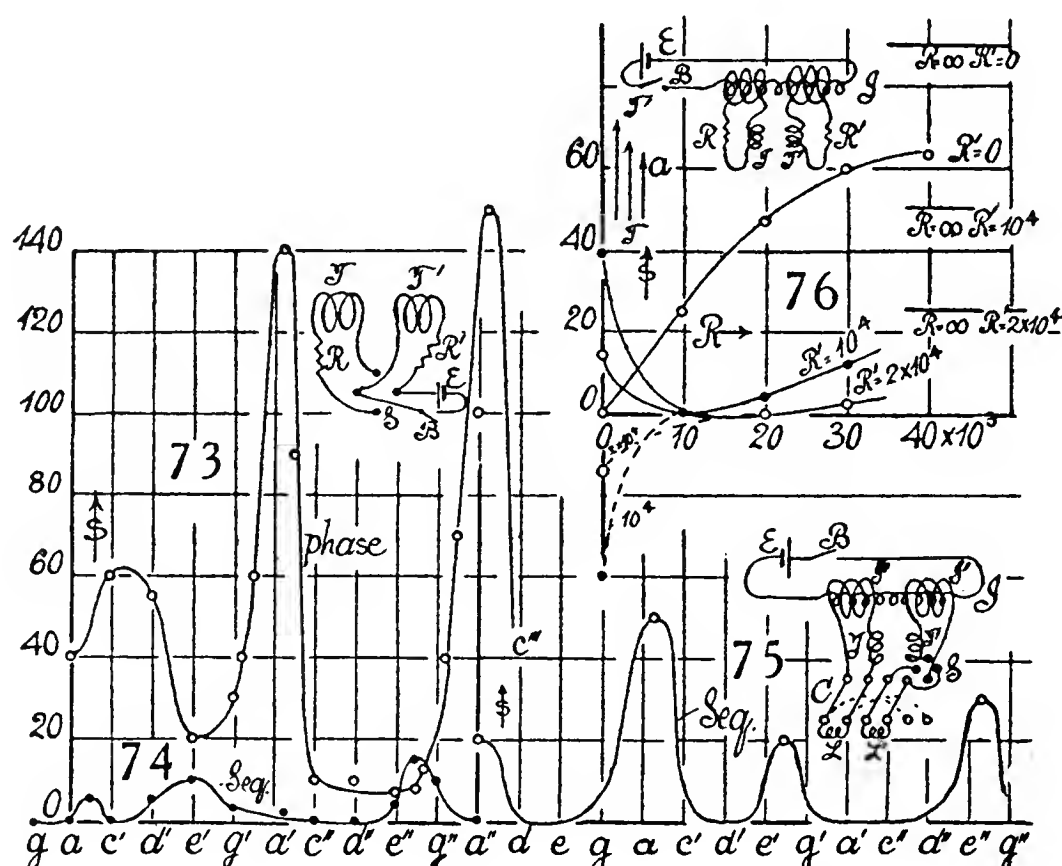 ε
B
R=∞ R'=0
T'
J
R
T
T'
R'
60
a
R'=0
T
R=∞ R'=10⁴
140
40
S
76
120
T
T'
20
R→
R'=10⁴
R=∞ R'=2×10⁴
R'=2×10⁴
R
R'
ε
100
S
B
0
0 10 20 30 40×10³
73
80
10⁴
S
phase
ε
B
60
J
40
c'''
75
T
T'
S
C
20
74
Seq.
S
Seq.
0
g a c' d'' e' g' a' c'' d'' e'' g'' a'' d e g a c' d' e' g' a' c'' d'' e'' g''